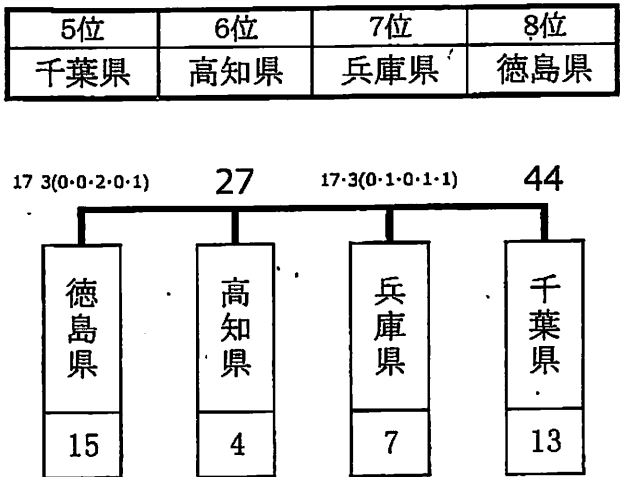 5位 6位 7位 8位
千葉県 高知県 兵庫県 徳島県
17 3(0·0·2·0·1) 27 17·3(0·1·0·1·1) 44
徳島県 高知県 兵庫県 千葉県
15 4 7 13